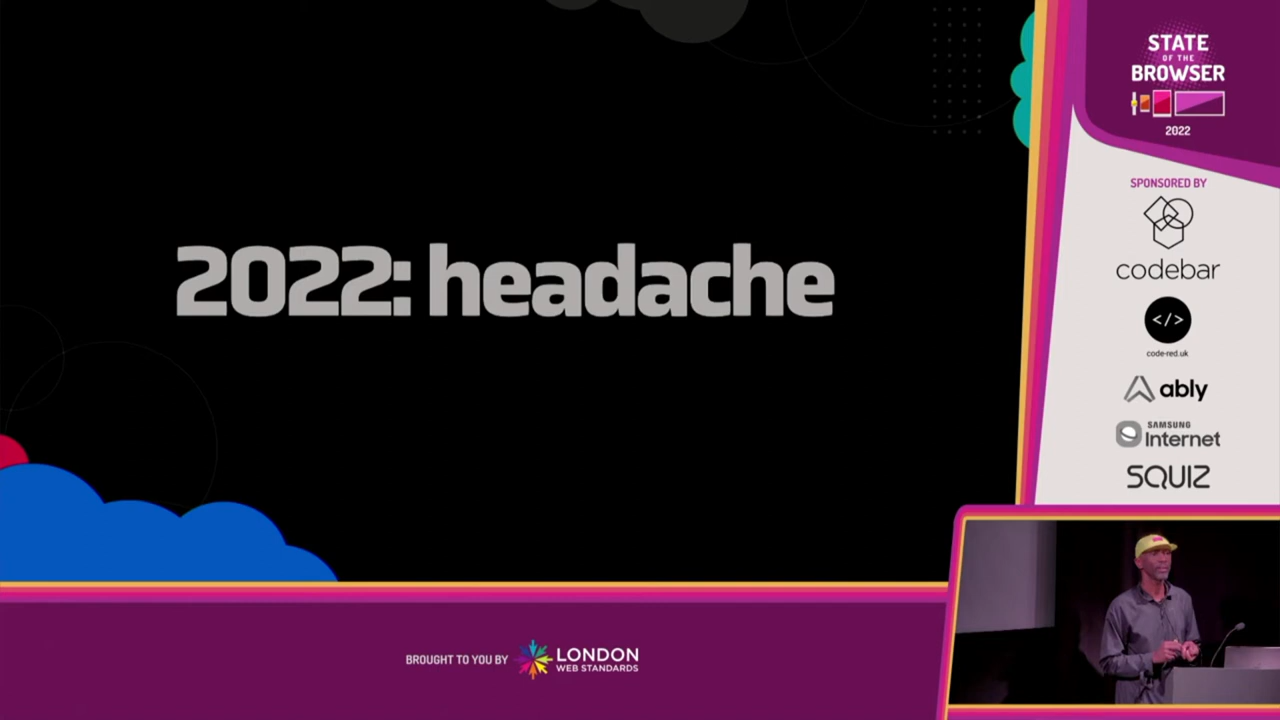 2022: headache
STATE
OF THE
BROWSER
2022
SPONSORED BY
codebar
</>
code-red.uk
ably
SAMSUNG
Internet
SQUIZ
BROUGHT TO YOU BY
LONDON
WEB STANDARDS